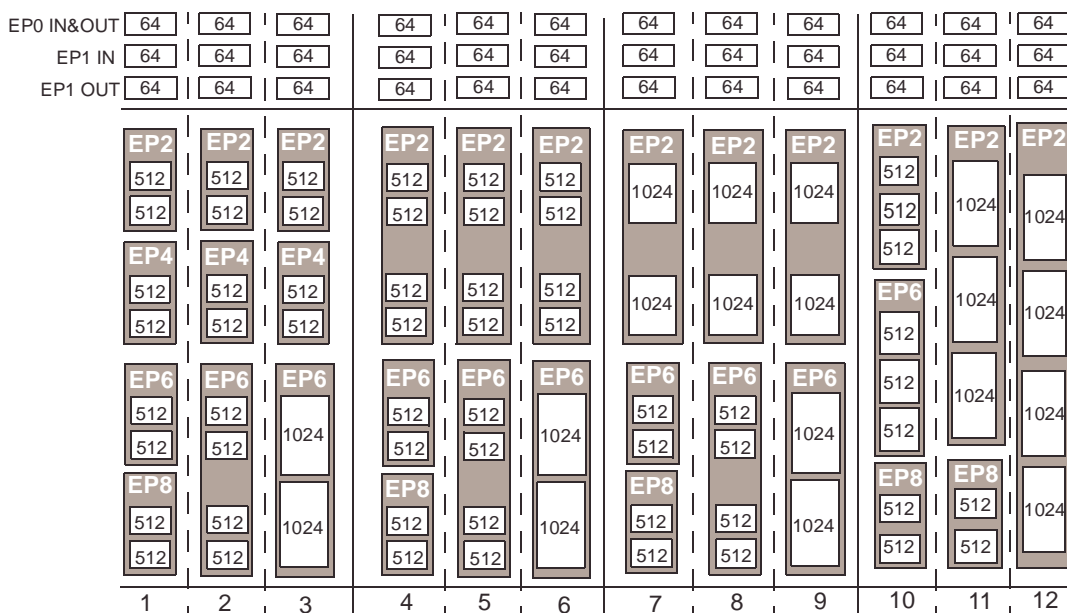 EP0 IN&OUT 64 64 64 64 64 64 64 64 64 64 64 64
EP1 IN 64 64 64 64 64 64 64 64 64 64 64 64
EP1 OUT 64 64 64 64 64 64 64 64 64 64 64 64
EP2 512 512 EP4 512 512 EP6 512 512 EP8 512 512
EP2 512 512 EP4 512 512 EP6 512 512 512 512
EP2 512 512 EP4 512 512 EP6 1024 1024
EP2 512 512 512 512 EP6 512 512 EP8 512 512
EP2 512 512 512 512 EP6 512 512 512 512
EP2 512 512 512 512 EP6 1024 1024
EP2 1024 1024 EP6 512 512 EP8 512 512
EP2 1024 1024 EP6 512 512 512 512
EP2 1024 1024 EP6 1024 1024
EP2 512 512 512 EP6 512 512 512 EP8 512 512
EP2 1024 1024 1024 EP8 512 512
EP2 1024 1024 1024 1024
1 2 3 4 5 6 7 8 9 10 11 12